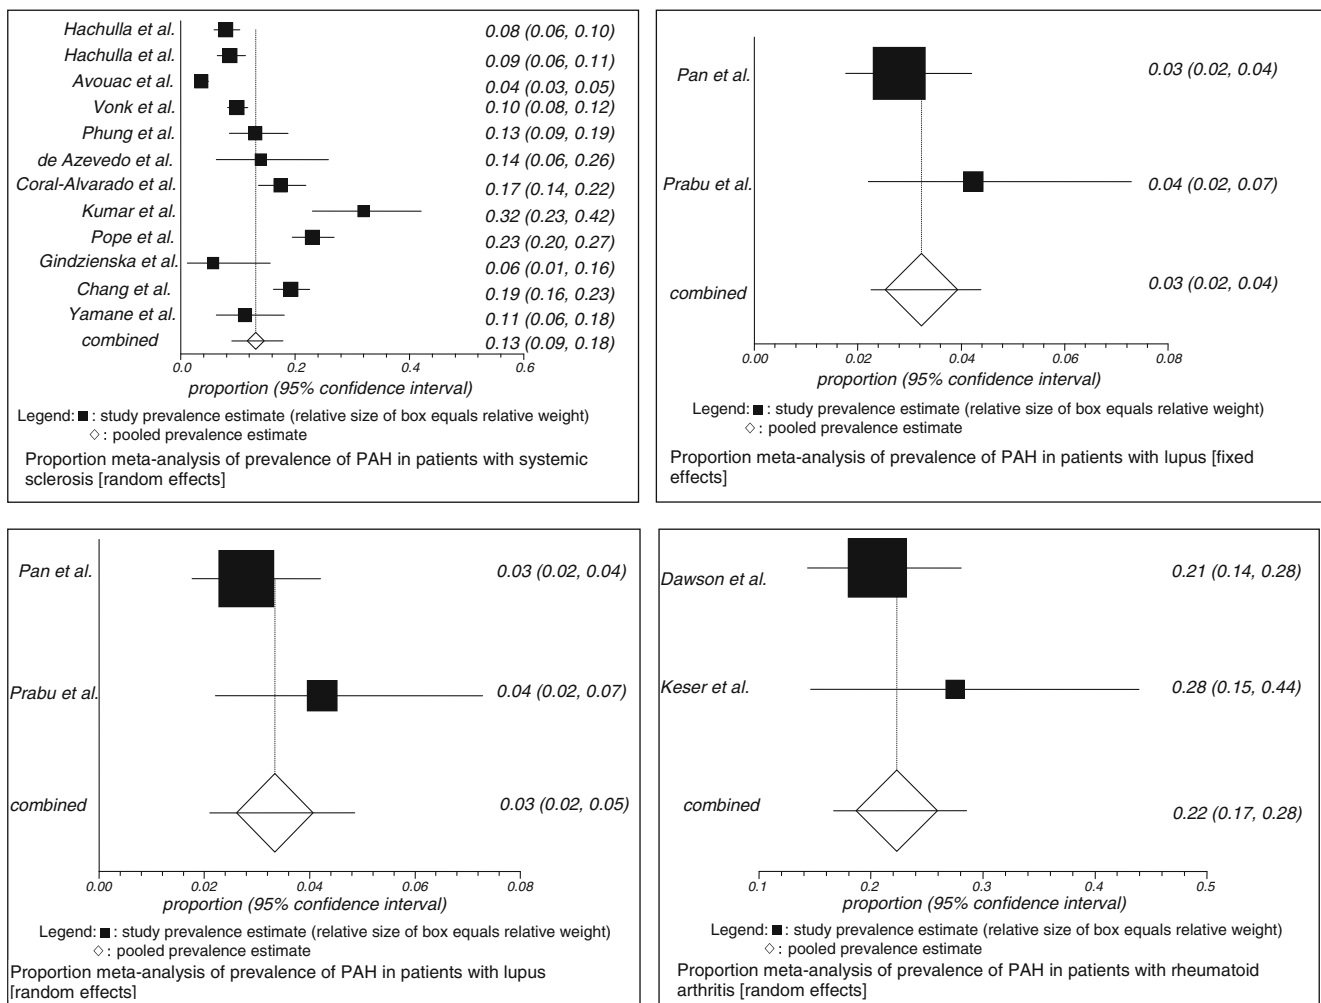 Hachulla et al. 0.08 (0.06, 0.10)
Hachulla et al. 0.09 (0.06, 0.11)
Avouac et al. 0.04 (0.03, 0.05)
Vonk et al. 0.10 (0.08, 0.12)
Phung et al. 0.13 (0.09, 0.19)
de Azevedo et al. 0.14 (0.06, 0.26)
Coral-Alvarado et al. 0.17 (0.14, 0.22)
Kumar et al. 0.32 (0.23, 0.42)
Pope et al. 0.23 (0.20, 0.27)
Gindzienska et al. 0.06 (0.01, 0.16)
Chang et al. 0.19 (0.16, 0.23)
Yamane et al. 0.11 (0.06, 0.18)
combined 0.13 (0.09, 0.18)
0.0 0.2 0.4 0.6
proportion (95% confidence interval)
Legend: ■ : study prevalence estimate (relative size of box equals relative weight)
◇ : pooled prevalence estimate
Proportion meta-analysis of prevalence of PAH in patients with systemic
sclerosis [random effects]
Pan et al. 0.03 (0.02, 0.04)
Prabu et al. 0.04 (0.02, 0.07)
combined 0.03 (0.02, 0.04)
0.00 0.02 0.04 0.06 0.08
proportion (95% confidence interval)
Legend: ■ : study prevalence estimate (relative size of box equals relative weight)
◇ : pooled prevalence estimate
Proportion meta-analysis of prevalence of PAH in patients with lupus [fixed
effects]
Pan et al. 0.03 (0.02, 0.04)
Prabu et al. 0.04 (0.02, 0.07)
combined 0.03 (0.02, 0.05)
0.00 0.02 0.04 0.06 0.08
proportion (95% confidence interval)
Legend: ■ : study prevalence estimate (relative size of box equals relative weight)
◇ : pooled prevalence estimate
Proportion meta-analysis of prevalence of PAH in patients with lupus
[random effects]
Dawson et al. 0.21 (0.14, 0.28)
Keser et al. 0.28 (0.15, 0.44)
combined 0.22 (0.17, 0.28)
0.1 0.2 0.3 0.4 0.5
proportion (95% confidence interval)
Legend: ■ : study prevalence estimate (relative size of box equals relative weight)
◇ : pooled prevalence estimate
Proportion meta-analysis of prevalence of PAH in patients with rheumatoid
arthritis [random effects]